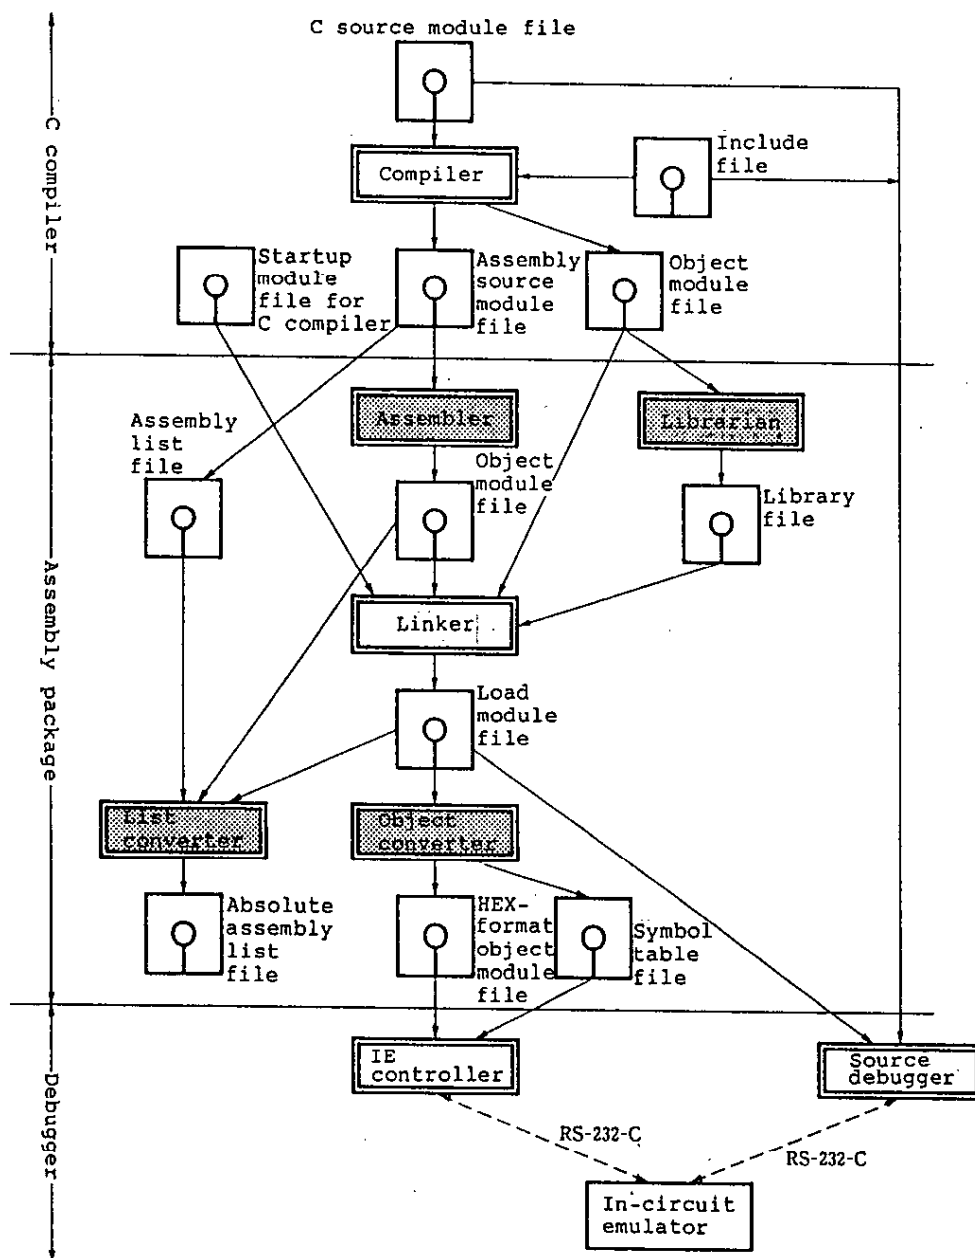 C source module file
Compiler
Include
file
C compiler
Startup
module
file for
C compiler
Assembly
source
module
file
Object
module
file
Assembler
Librarian
Assembly
list
file
Object
module
file
Library
file
Linker
Assembly package
Load
module
file
List
converter
Object
converter
Absolute
assembly
list
file
HEX-
format
object
module
file
Symbol
table
file
IE
controller
Source
debugger
Debugger
RS-232-C
RS-232-C
In-circuit
emulator